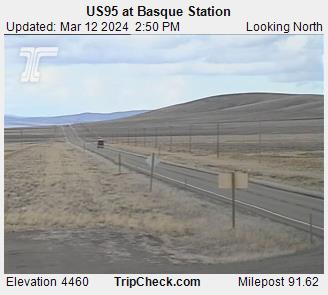 US95 at Basque Station
Updated: Mar 12 2024 2:50 PM Looking North
Elevation 4460 TripCheck.com Milepost 91.62